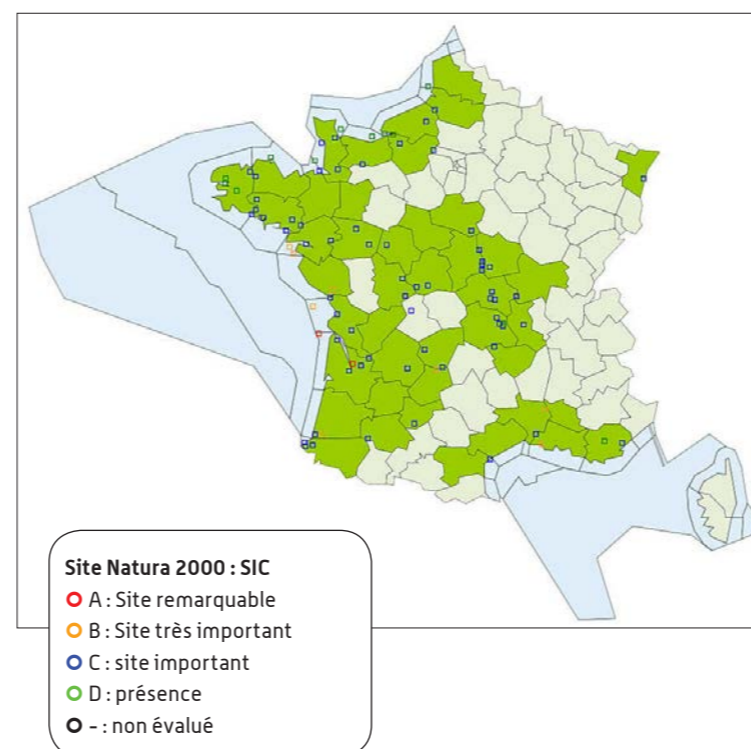 Site Natura 2000 : SIC
A : Site remarquable
B : Site très important
C : site important
D : présence
- : non évalué